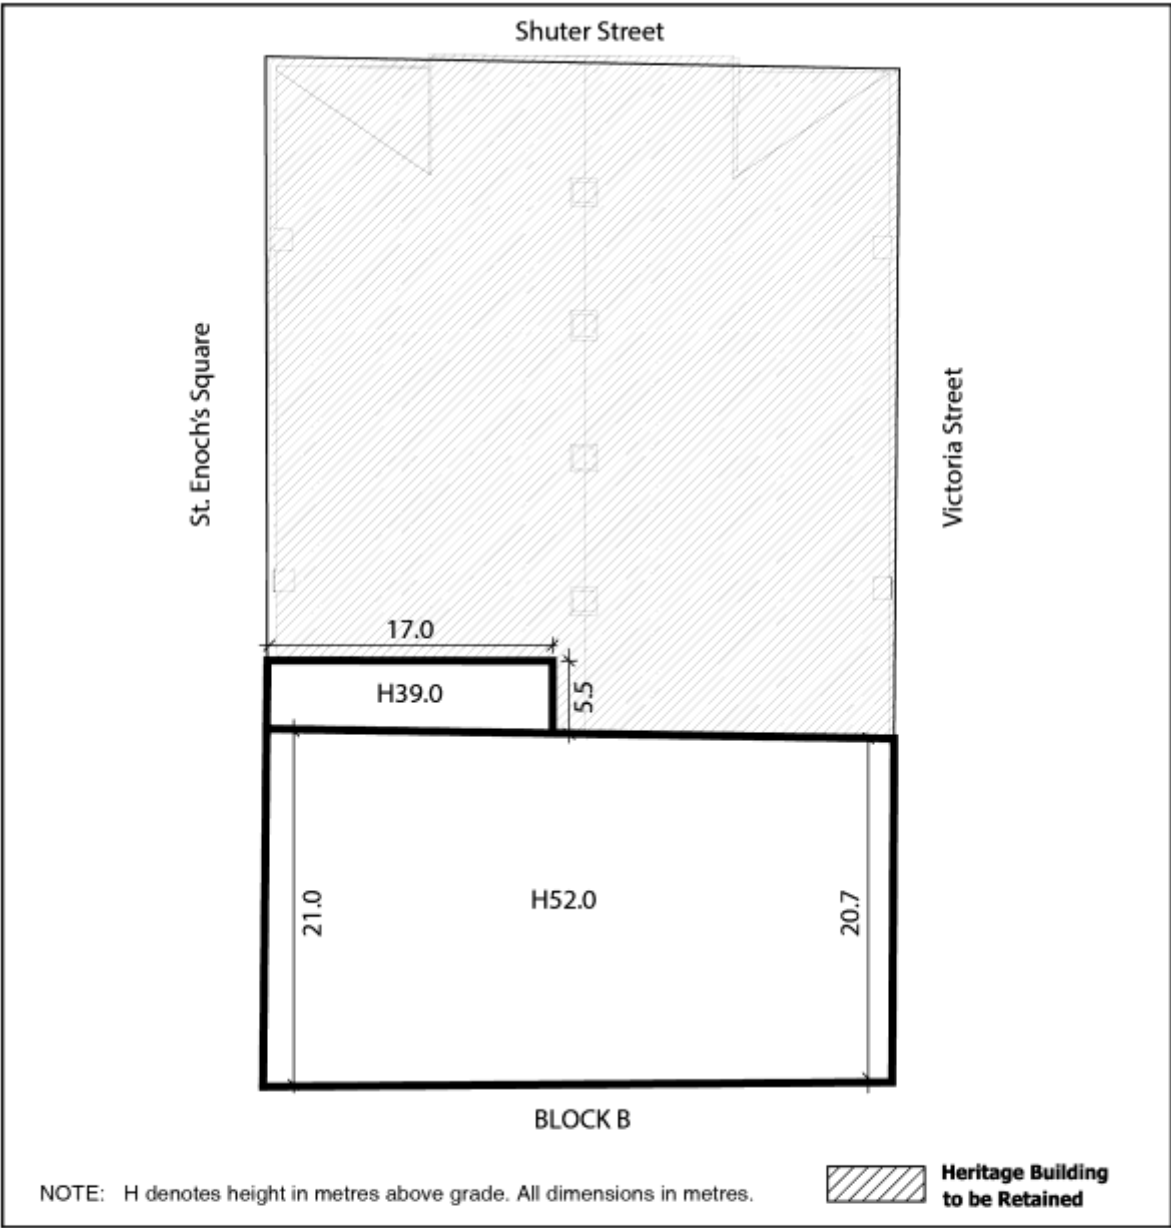 Shuter Street
St. Enoch's Square
Victoria Street
17.0
H39.0
5.5
21.0
H52.0
20.7
BLOCK B
NOTE: H denotes height in metres above grade. All dimensions in metres.
Heritage Building
to be Retained